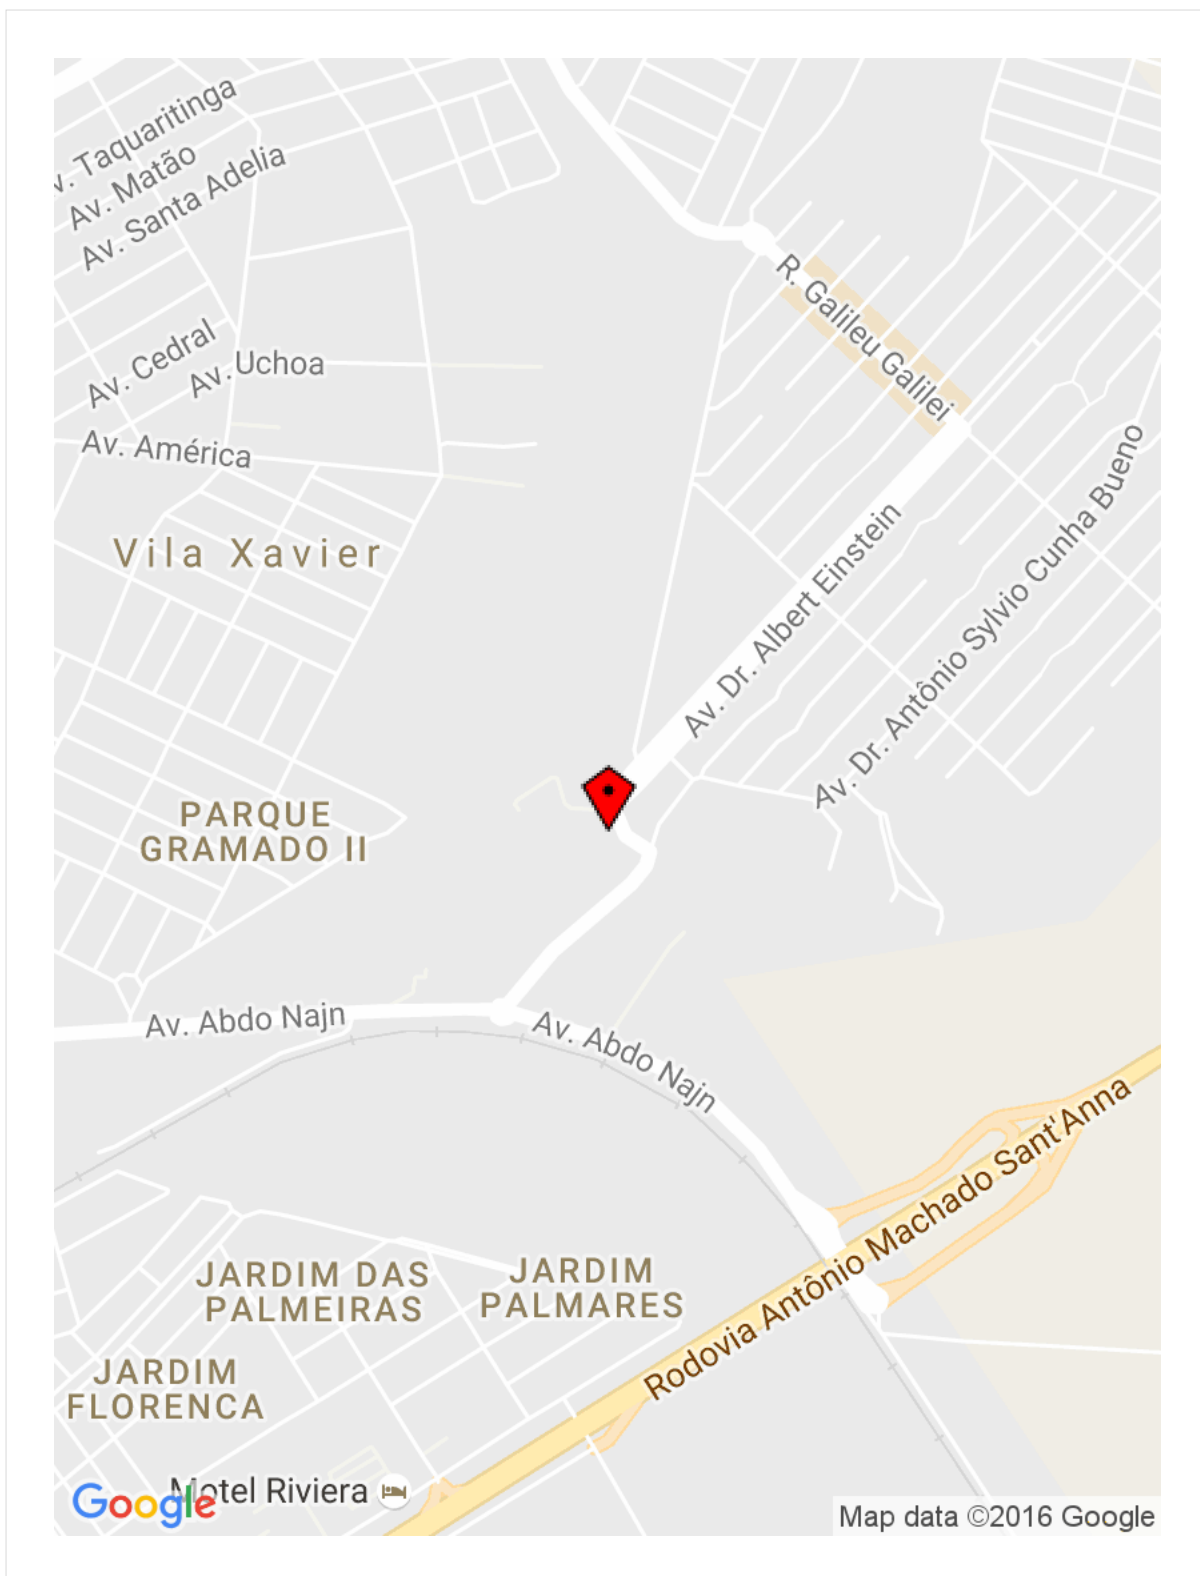 v. Taquaritinga
Av. Matão
Av. Santa Adelia
R. Galileu Galilei
Av. Cedral
Av. Uchoa
Av. América
Av. Dr. Antônio Sylvio Cunha Bueno
Vila Xavier
Av. Dr. Albert Einstein
PARQUE
GRAMADO II
Av. Abdo Najn
Av. Abdo Najn
Rodovia Antônio Machado Sant'Anna
JARDIM DAS
PALMEIRAS
JARDIM
PALMARES
JARDIM
FLORENCA
Motel Riviera
Google
Map data ©2016 Google